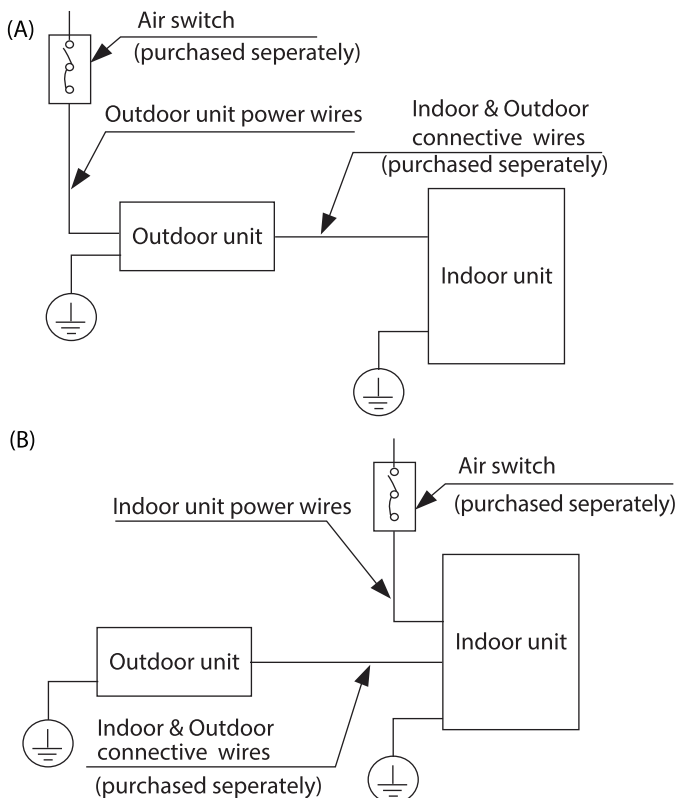 (A)
Air switch
(purchased seperately)
Outdoor unit power wires
Indoor & Outdoor
connective wires
(purchased seperately)
Outdoor unit
Indoor unit
(B)
Air switch
(purchased seperately)
Indoor unit power wires
Indoor unit
Outdoor unit
Indoor & Outdoor
connective wires
(purchased seperately)